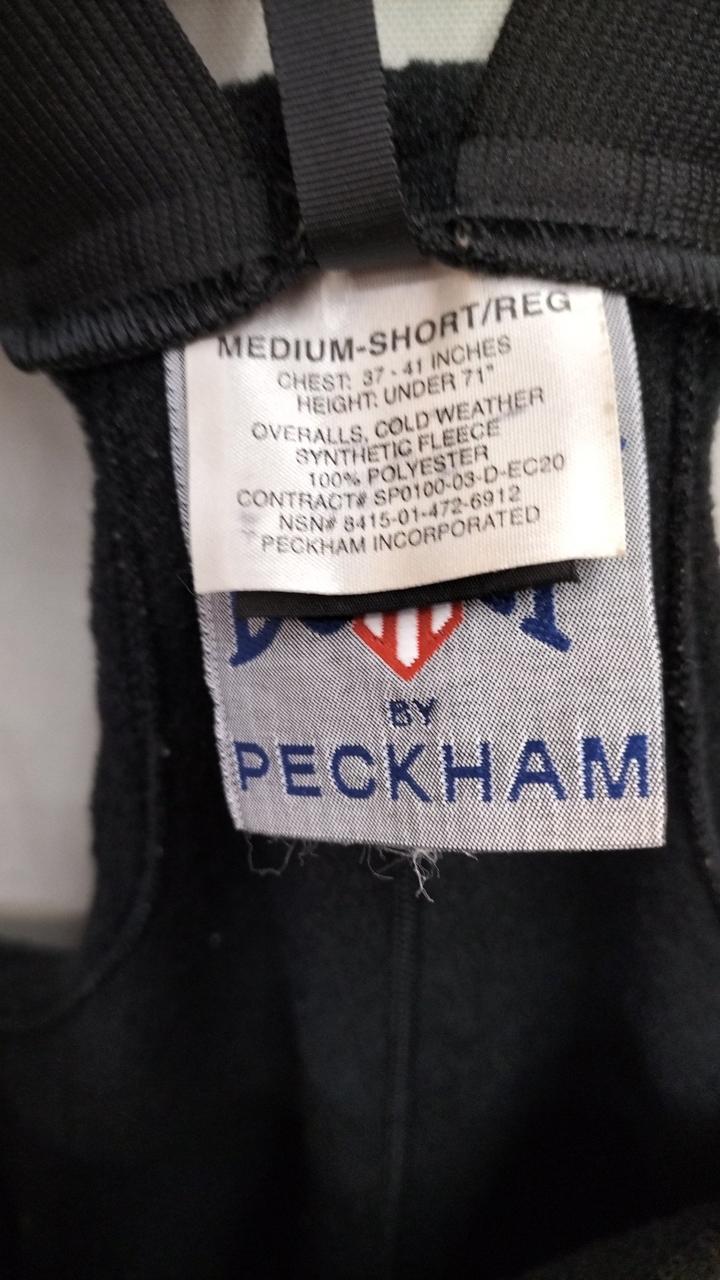 MEDIUM-SHORT/REG
CHEST: 37 - 41 INCHES
HEIGHT: UNDER 71"
OVERALLS, COLD WEATHER
SYNTHETIC FLEECE
100% POLYESTER
CONTRACT# SP0100-03-D-EC20
NSN# 8415-01-472-6912
PECKHAM INCORPORATED
BY
PECKHAM